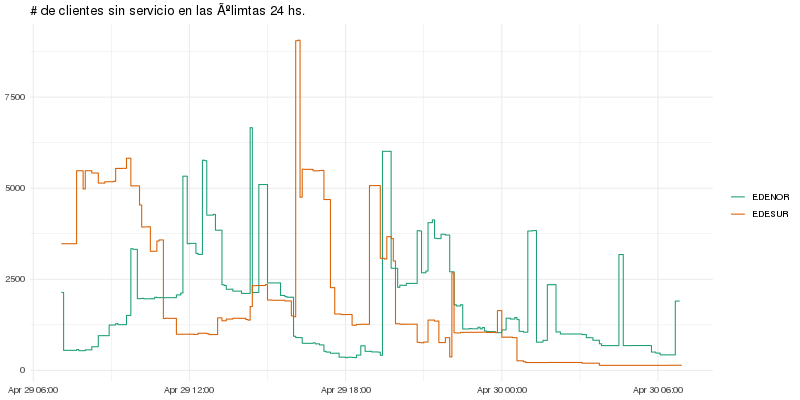 # de clientes sin servicio en las Ãºlimtas 24 hs.
7500
5000
2500
0
Apr 29 06:00
Apr 29 12:00
Apr 29 18:00
Apr 30 00:00
Apr 30 06:00
EDENOR
EDESUR